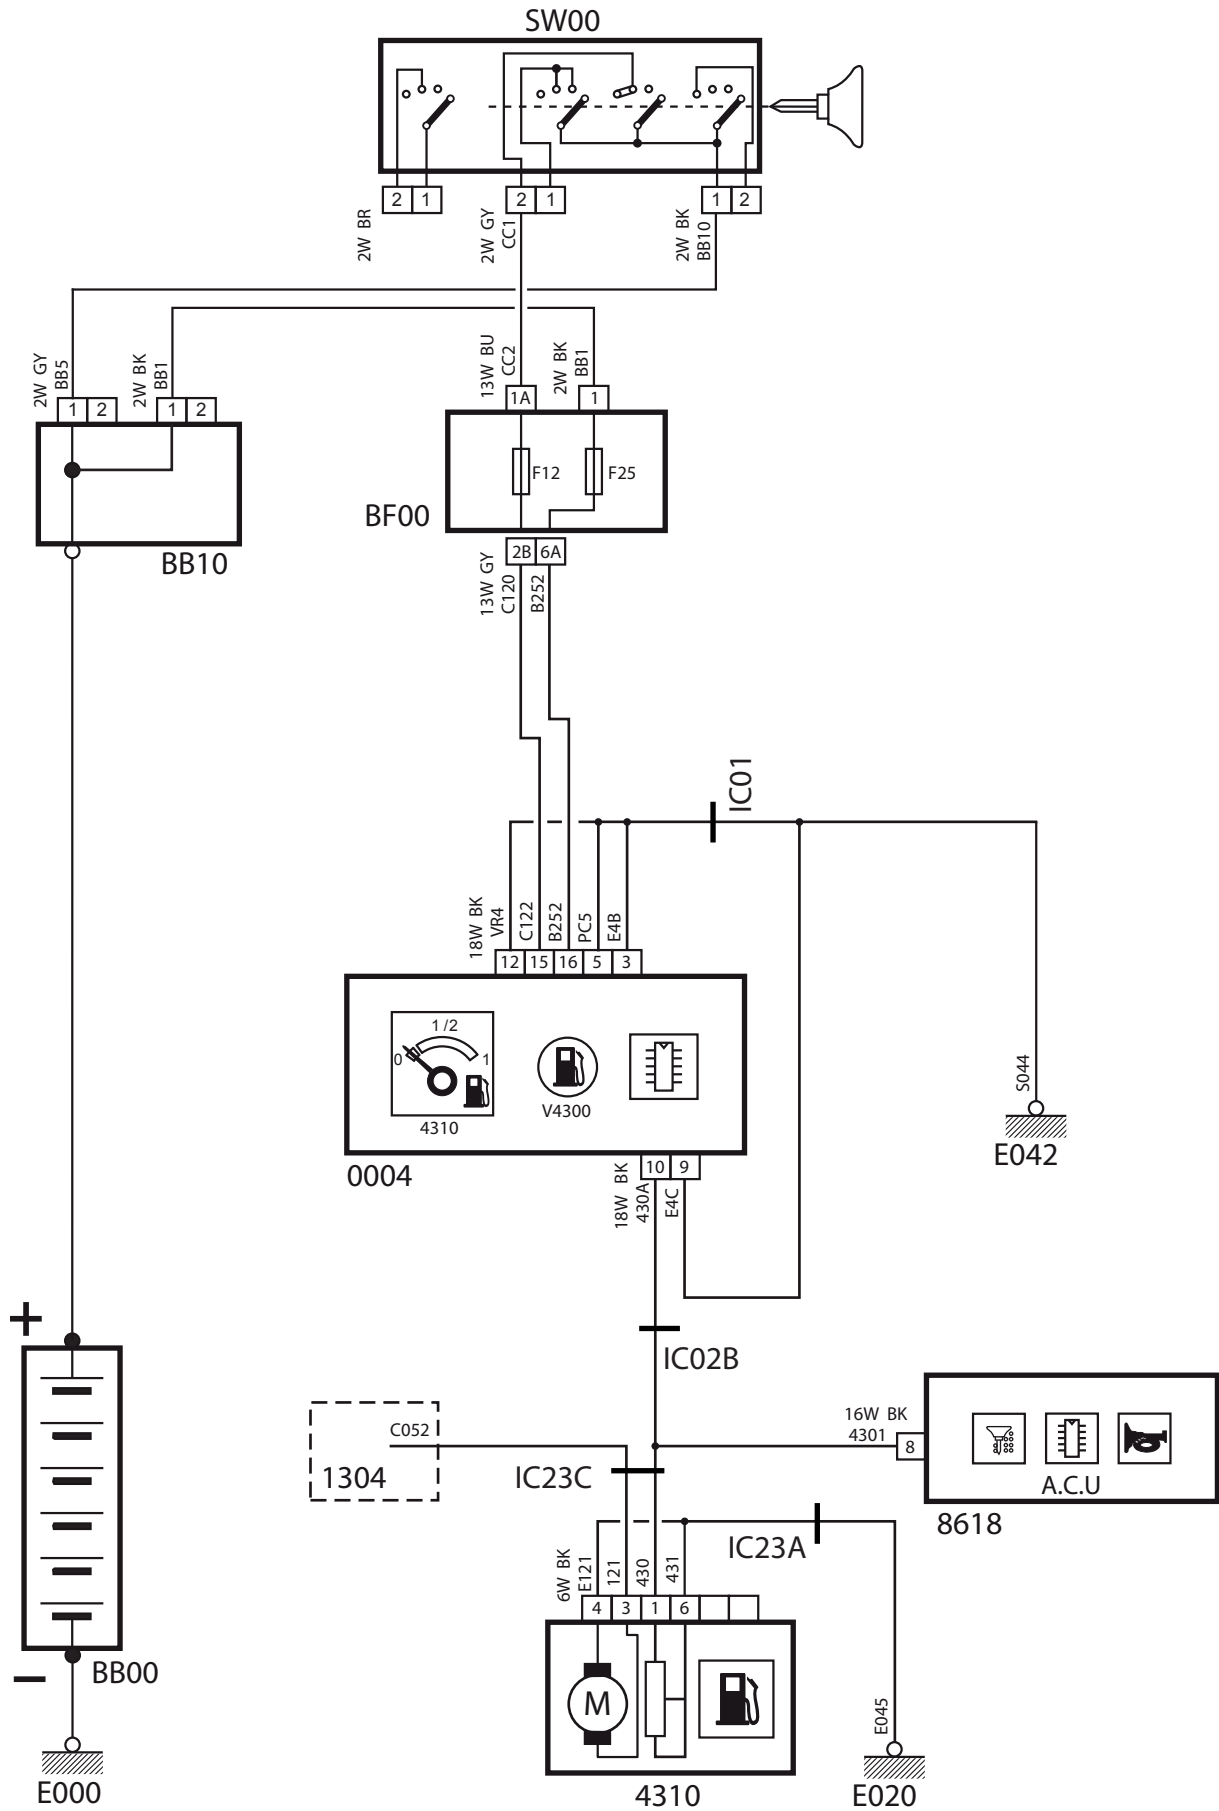 SW00
2 1
2 1
1 2
2W BR
2W GY
CC1
2W BK
BB10
2W GY
BB5
2W BK
BB1
13W BU
CC2
2W BK
BB1
1 2
1 2
1A
1
F12
F25
BF00
BB10
2B 6A
13W GY
C120
B252
IC01
18W BK
VR4
C122
B252
PC5
E4B
12 15 16 5 3
1/2
0
1
4310
V4300
0004
S044
E042
10 9
18W BK
430A
E4C
+
IC02B
C052
1304
IC23C
16W BK
4301
8
A.C.U
8618
IC23A
6W BK
E121
121
430
431
4 3 1 6
–
BB00
M
E045
E000
4310
E020